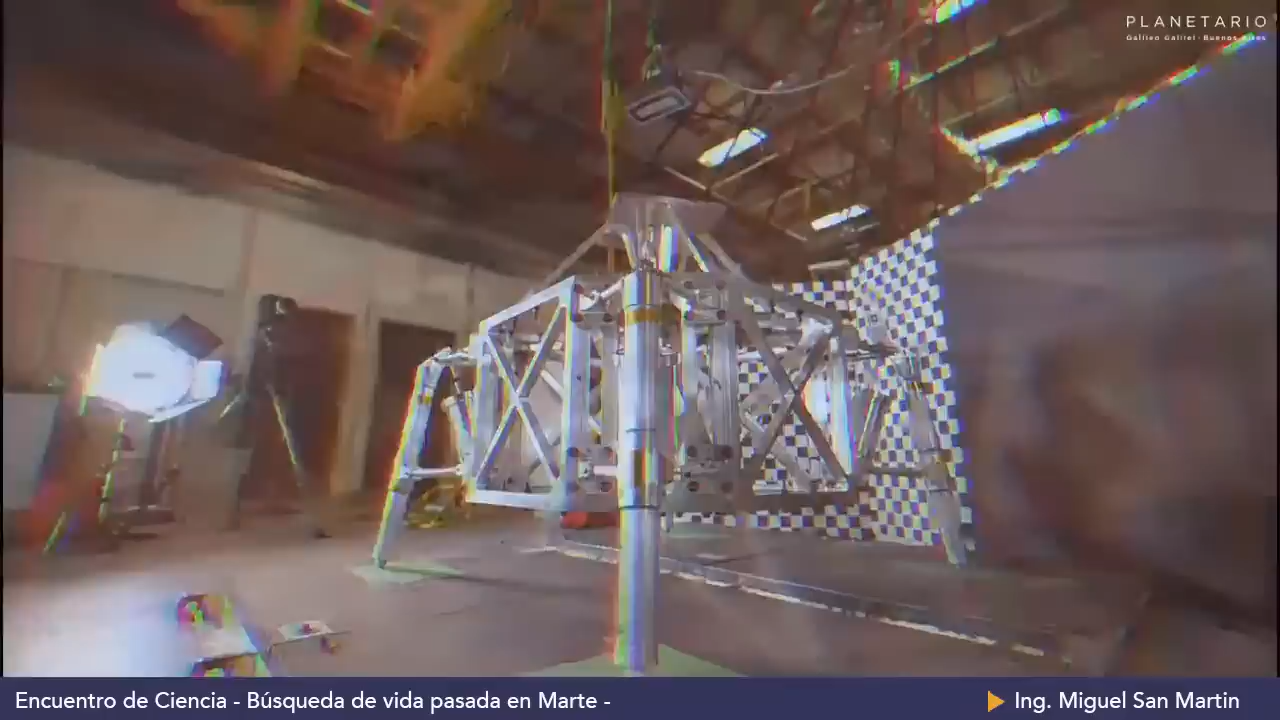 PLANETARIO
Galileo Galilei - Buenos Aires
Encuentro de Ciencia - Búsqueda de vida pasada en Marte -
Ing. Miguel San Martin